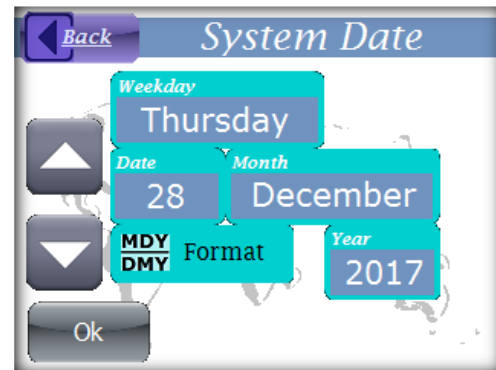 Back
System Date
Weekday
Thursday
Date
Month
28
December
MDY
DMY
Format
Year
2017
Ok